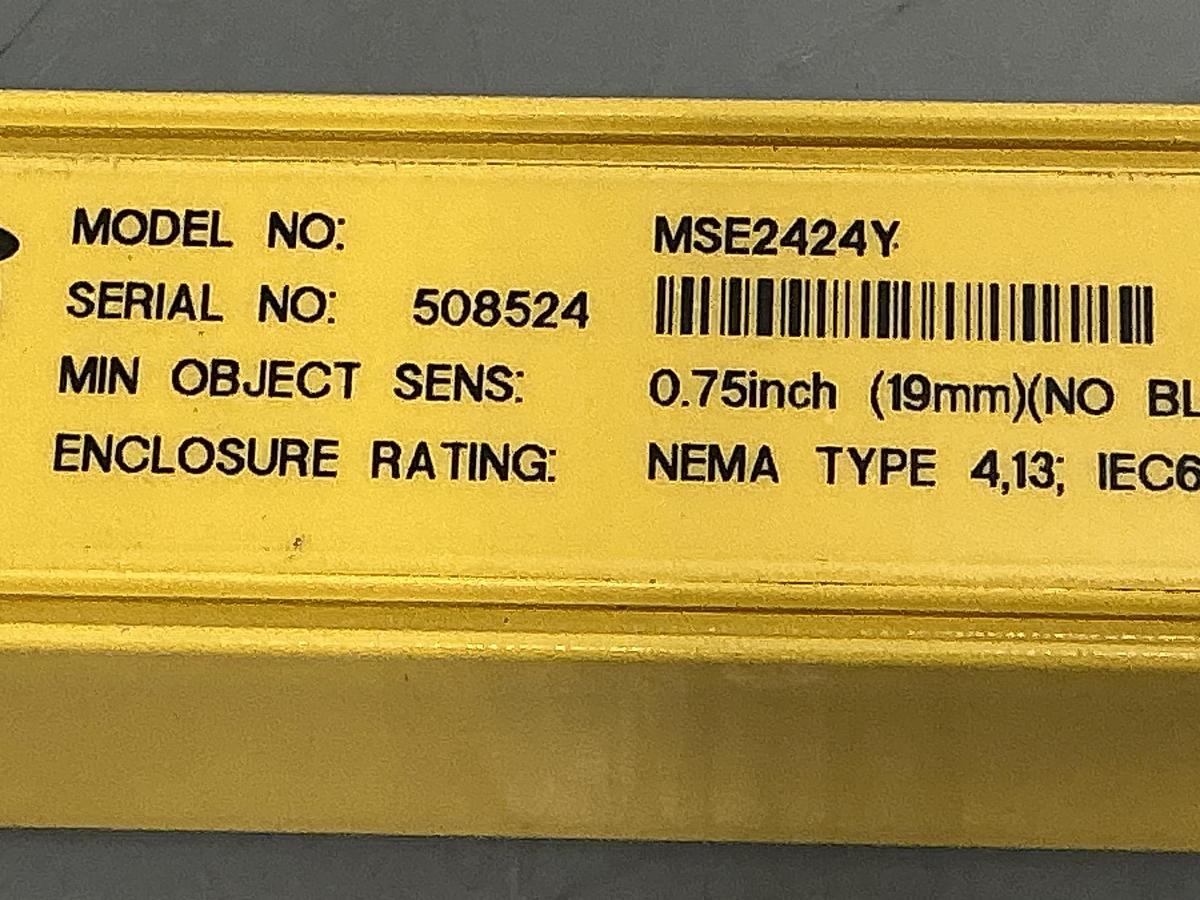 MODEL NO: MSE2424Y
SERIAL NO: 508524
MIN OBJECT SENS: 0.75inch (19mm)(NO BL
ENCLOSURE RATING: NEMA TYPE 4,13; IEC6